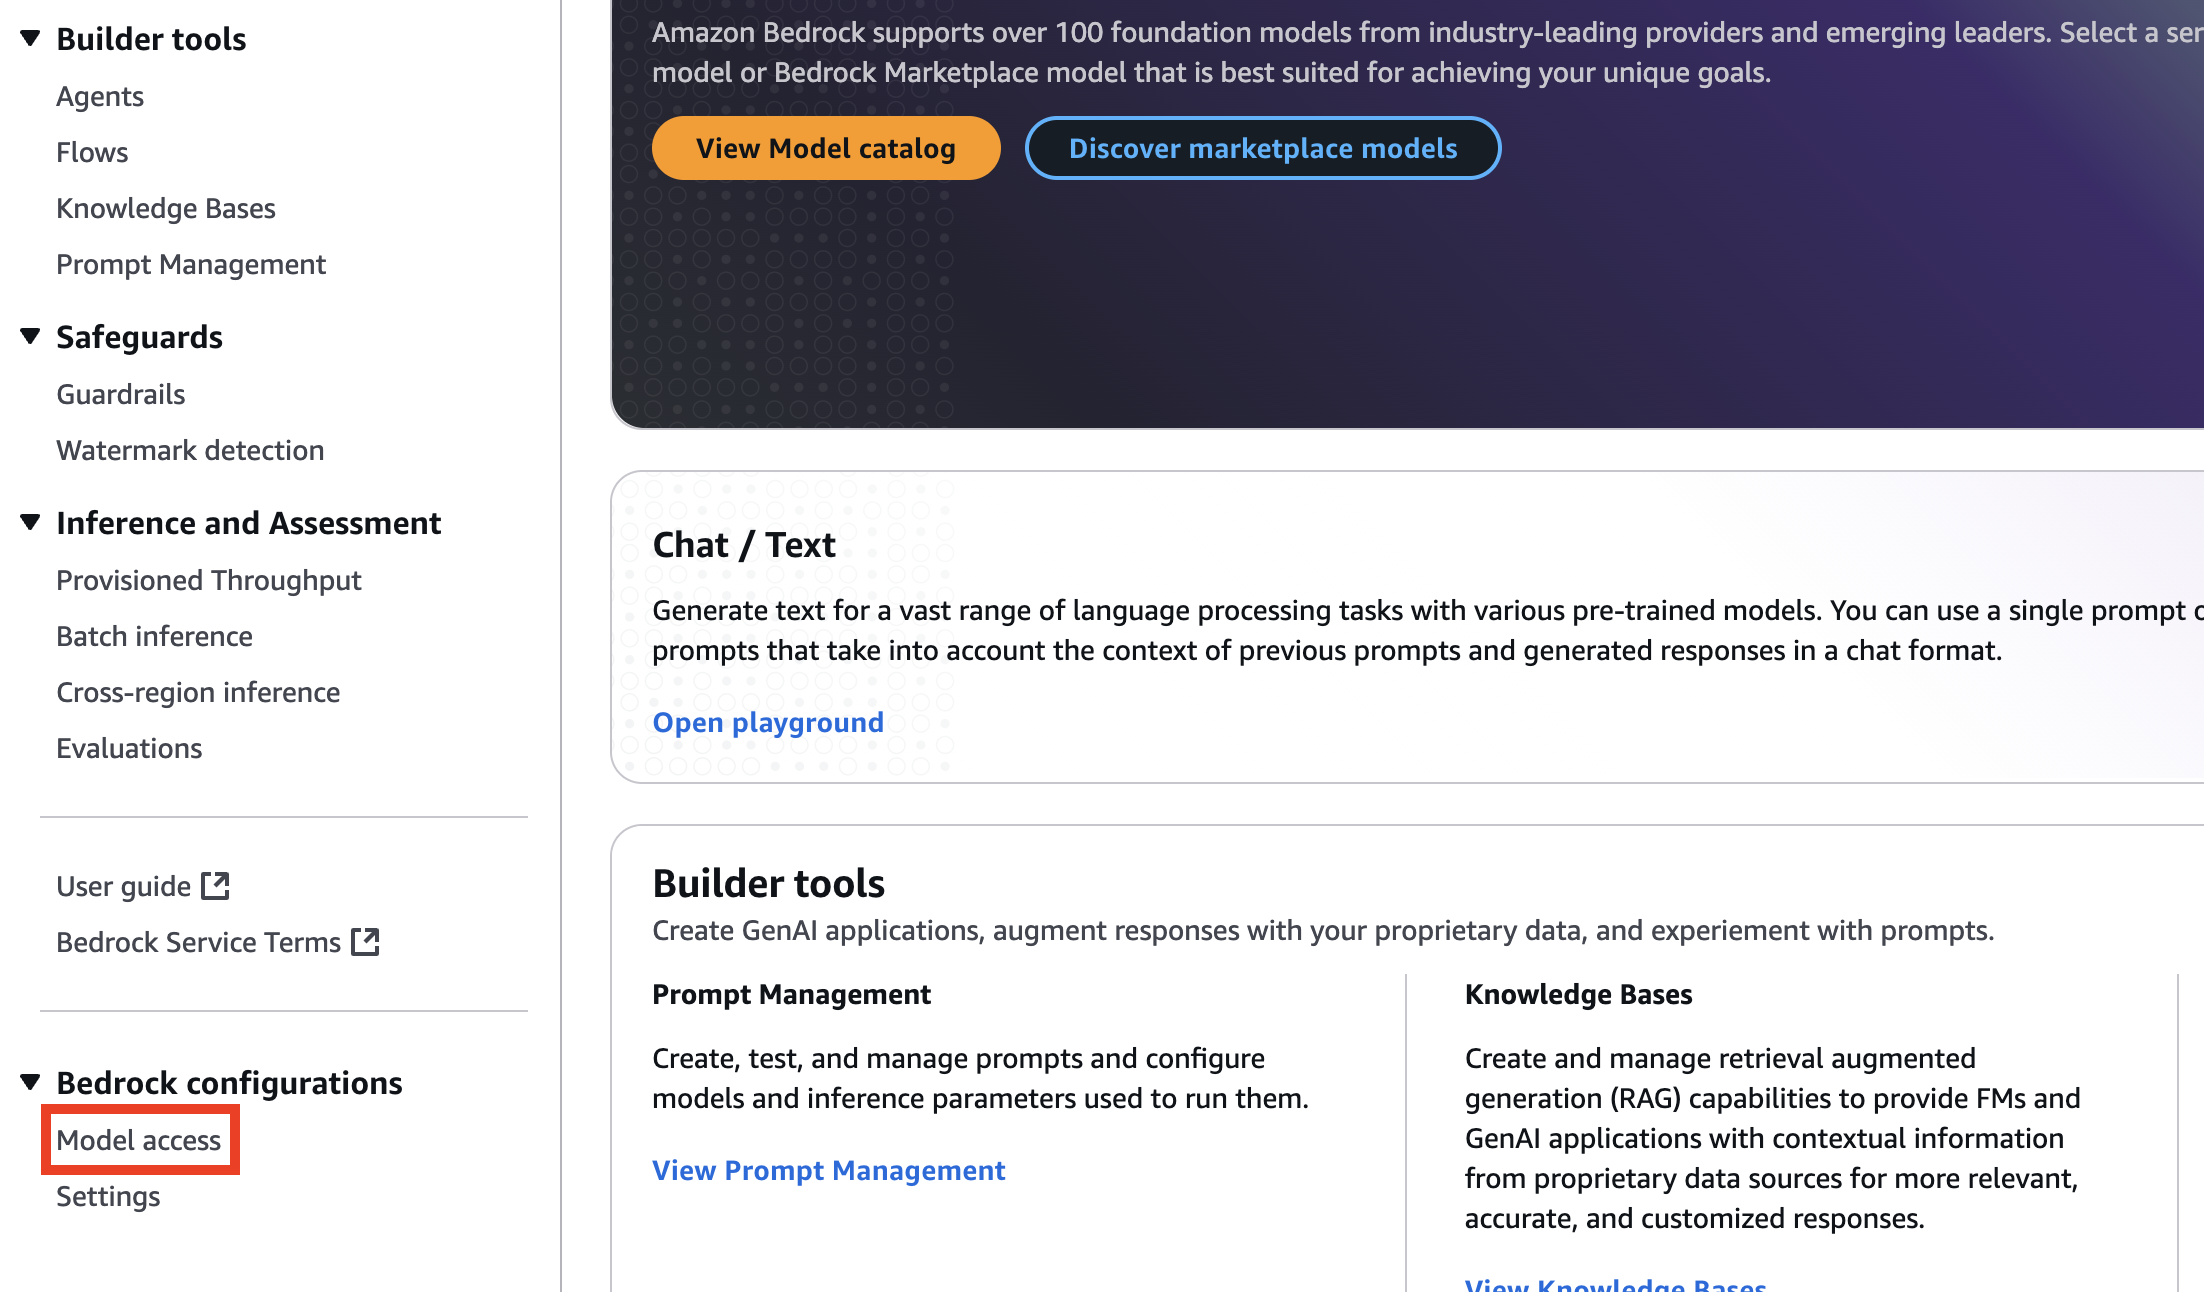 Builder tools
Agents
Flows
Knowledge Bases
Prompt Management
Safeguards
Guardrails
Watermark detection
Inference and Assessment
Provisioned Throughput
Batch inference
Cross-region inference
Evaluations
User guide
Bedrock Service Terms
Bedrock configurations
Model access
Settings
Amazon Bedrock supports over 100 foundation models from industry-leading providers and emerging leaders. Select a
model or Bedrock Marketplace model that is best suited for achieving your unique goals.
View Model catalog
Discover marketplace models
Chat / Text
Generate text for a vast range of language processing tasks with various pre-trained models. You can use a single prompt
prompts that take into account the context of previous prompts and generated responses in a chat format.
Open playground
Builder tools
Create GenAI applications, augment responses with your proprietary data, and experiement with prompts.
Prompt Management
Create, test, and manage prompts and configure
models and inference parameters used to run them.
View Prompt Management
Knowledge Bases
Create and manage retrieval augmented
generation (RAG) capabilities to provide FMs and
GenAI applications with contextual information
from proprietary data sources for more relevant,
accurate, and customized responses.
View Knowledge Bases